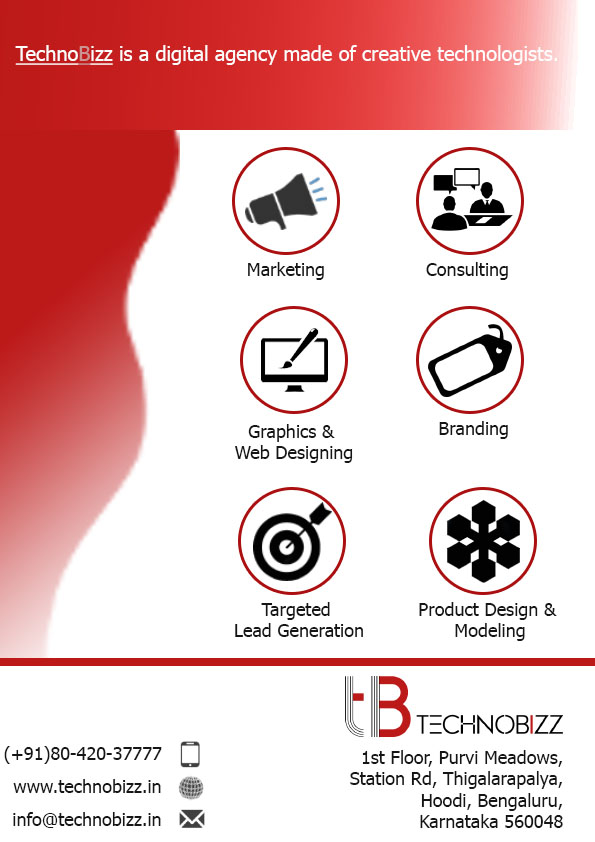 TechnoBizz is a digital agency made of creative technologists.
Marketing
Consulting
Graphics &
Web Designing
Branding
Targeted
Lead Generation
Product Design &
Modeling
tB TECHNOBIZZ
(+91)80-420-37777
www.technobizz.in
info@technobizz.in
1st Floor, Purvi Meadows,
Station Rd, Thigalarapalya,
Hoodi, Bengaluru,
Karnataka 560048